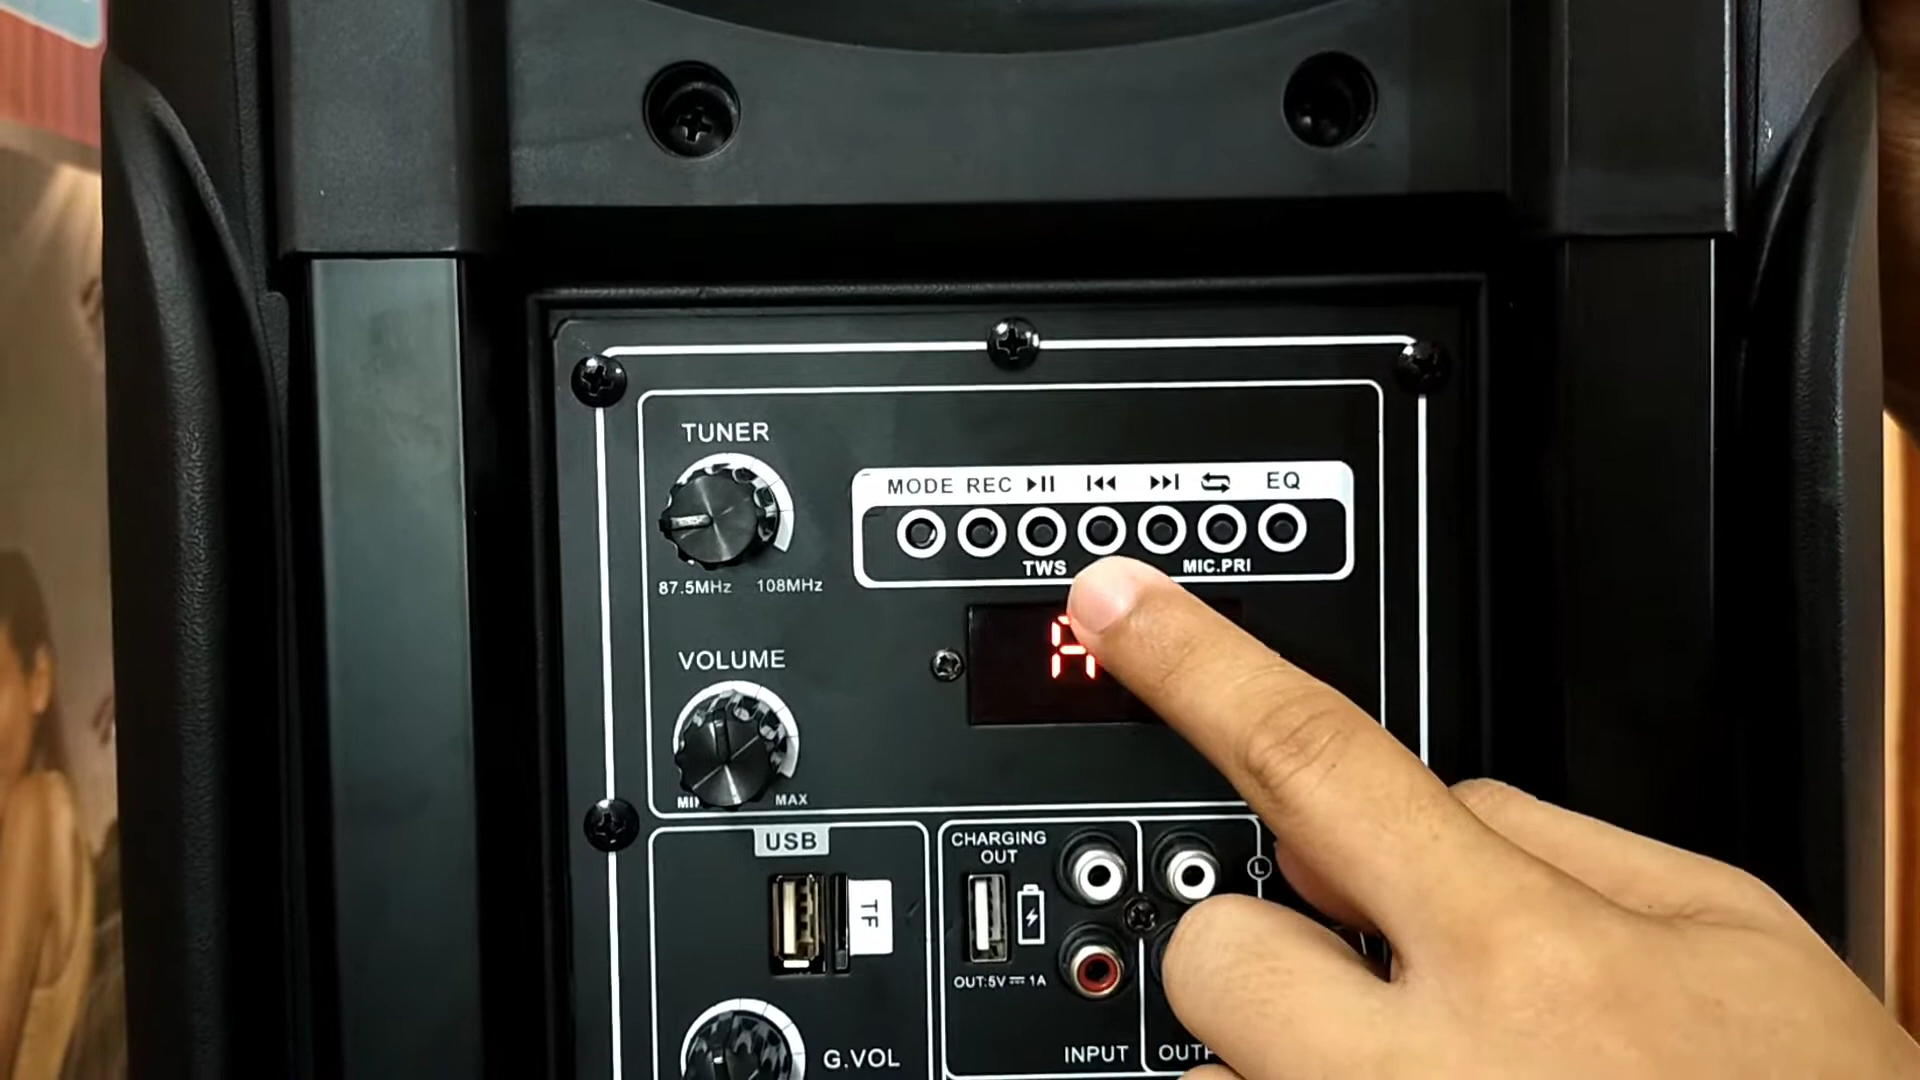 TUNER
MODE REC EQ
TWS MIC.PRI
87.5MHz 108MHz
A
VOLUME
MAX
USB
CHARGING
OUT
TF
L
OUT:5V 1A
G.VOL
INPUT